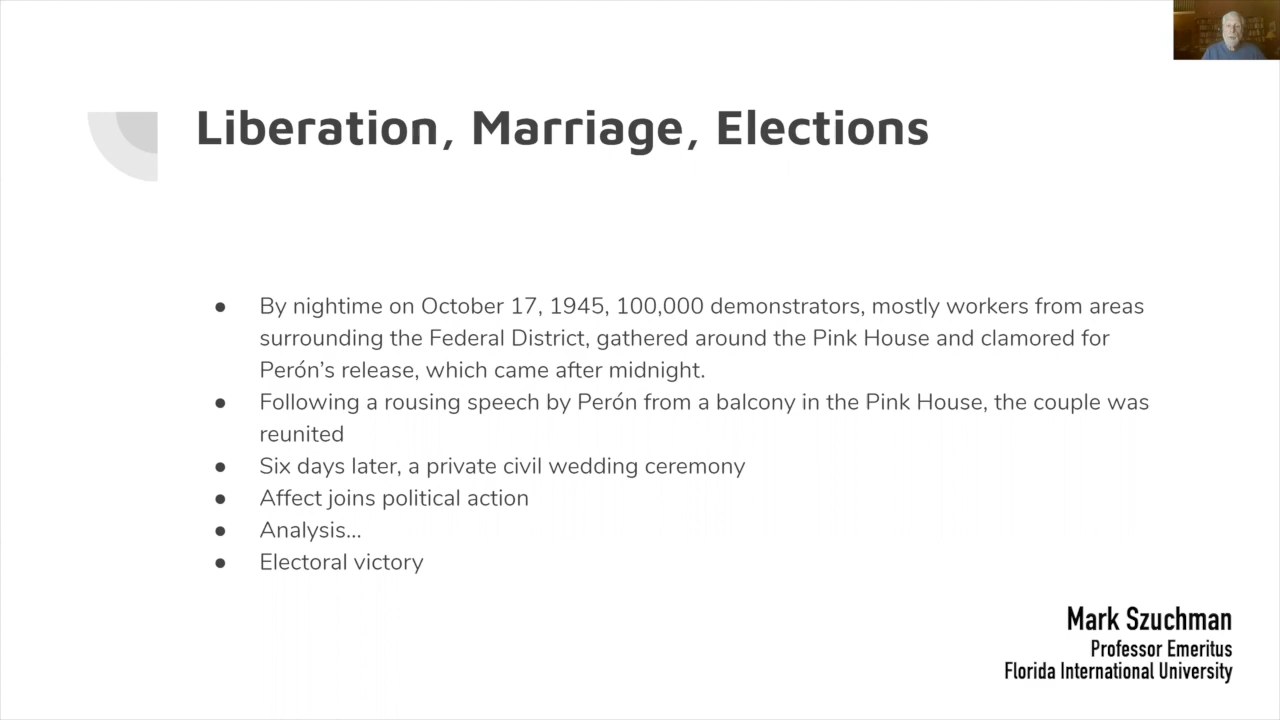 Liberation, Marriage, Elections
● By nightime on October 17, 1945, 100,000 demonstrators, mostly workers from areas
surrounding the Federal District, gathered around the Pink House and clamored for
Perón’s release, which came after midnight.
● Following a rousing speech by Perón from a balcony in the Pink House, the couple was
reunited
● Six days later, a private civil wedding ceremony
● Affect joins political action
● Analysis...
● Electoral victory
Mark Szuchman
Professor Emeritus
Florida International University